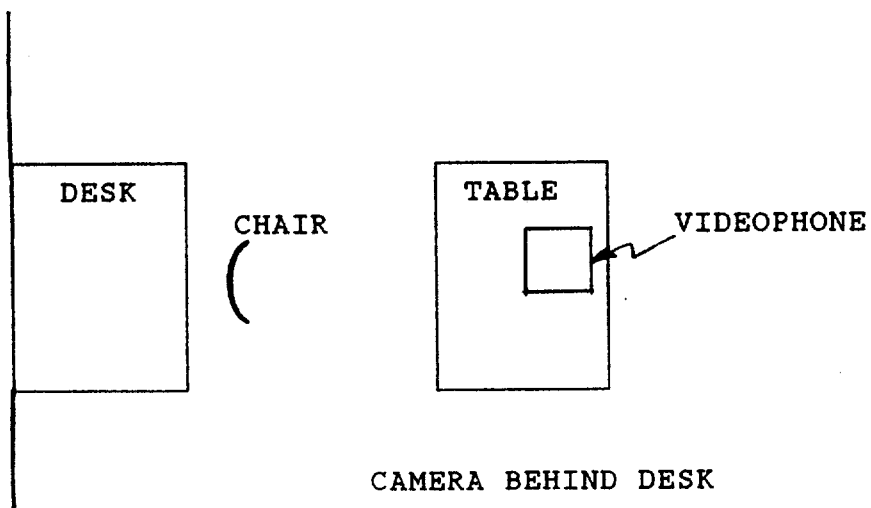 DESK
TABLE
CHAIR
VIDEOPHONE
CAMERA BEHIND DESK